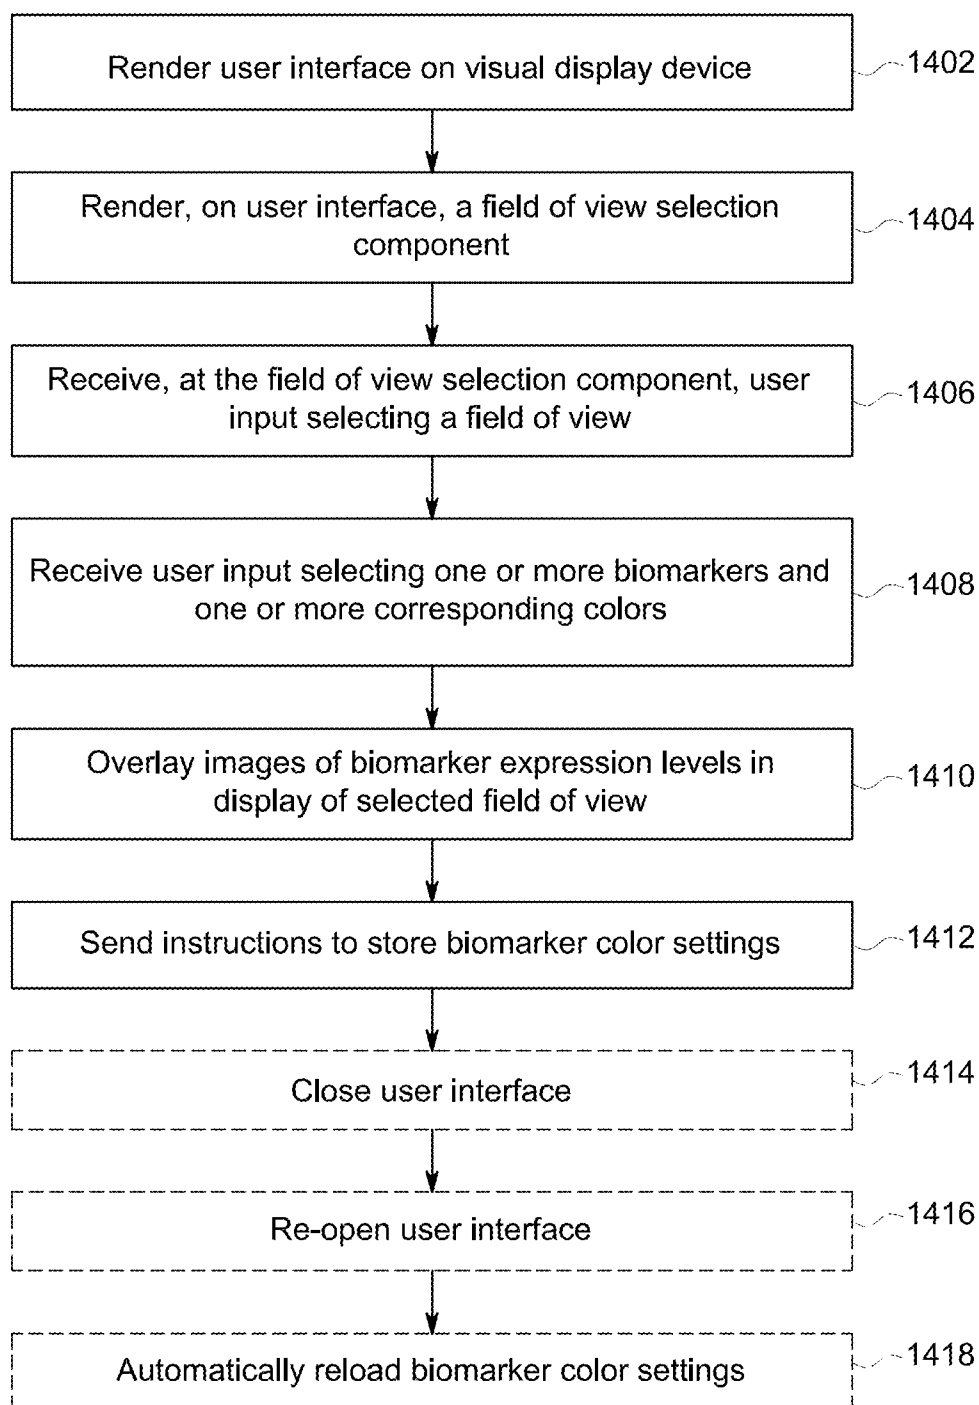 Render user interface on visual display device
1402
Render, on user interface, a field of view selection
component
1404
Receive, at the field of view selection component, user
input selecting a field of view
1406
Receive user input selecting one or more biomarkers and
one or more corresponding colors
1408
Overlay images of biomarker expression levels in
display of selected field of view
1410
Send instructions to store biomarker color settings
1412
Close user interface
1414
Re-open user interface
1416
Automatically reload biomarker color settings
1418